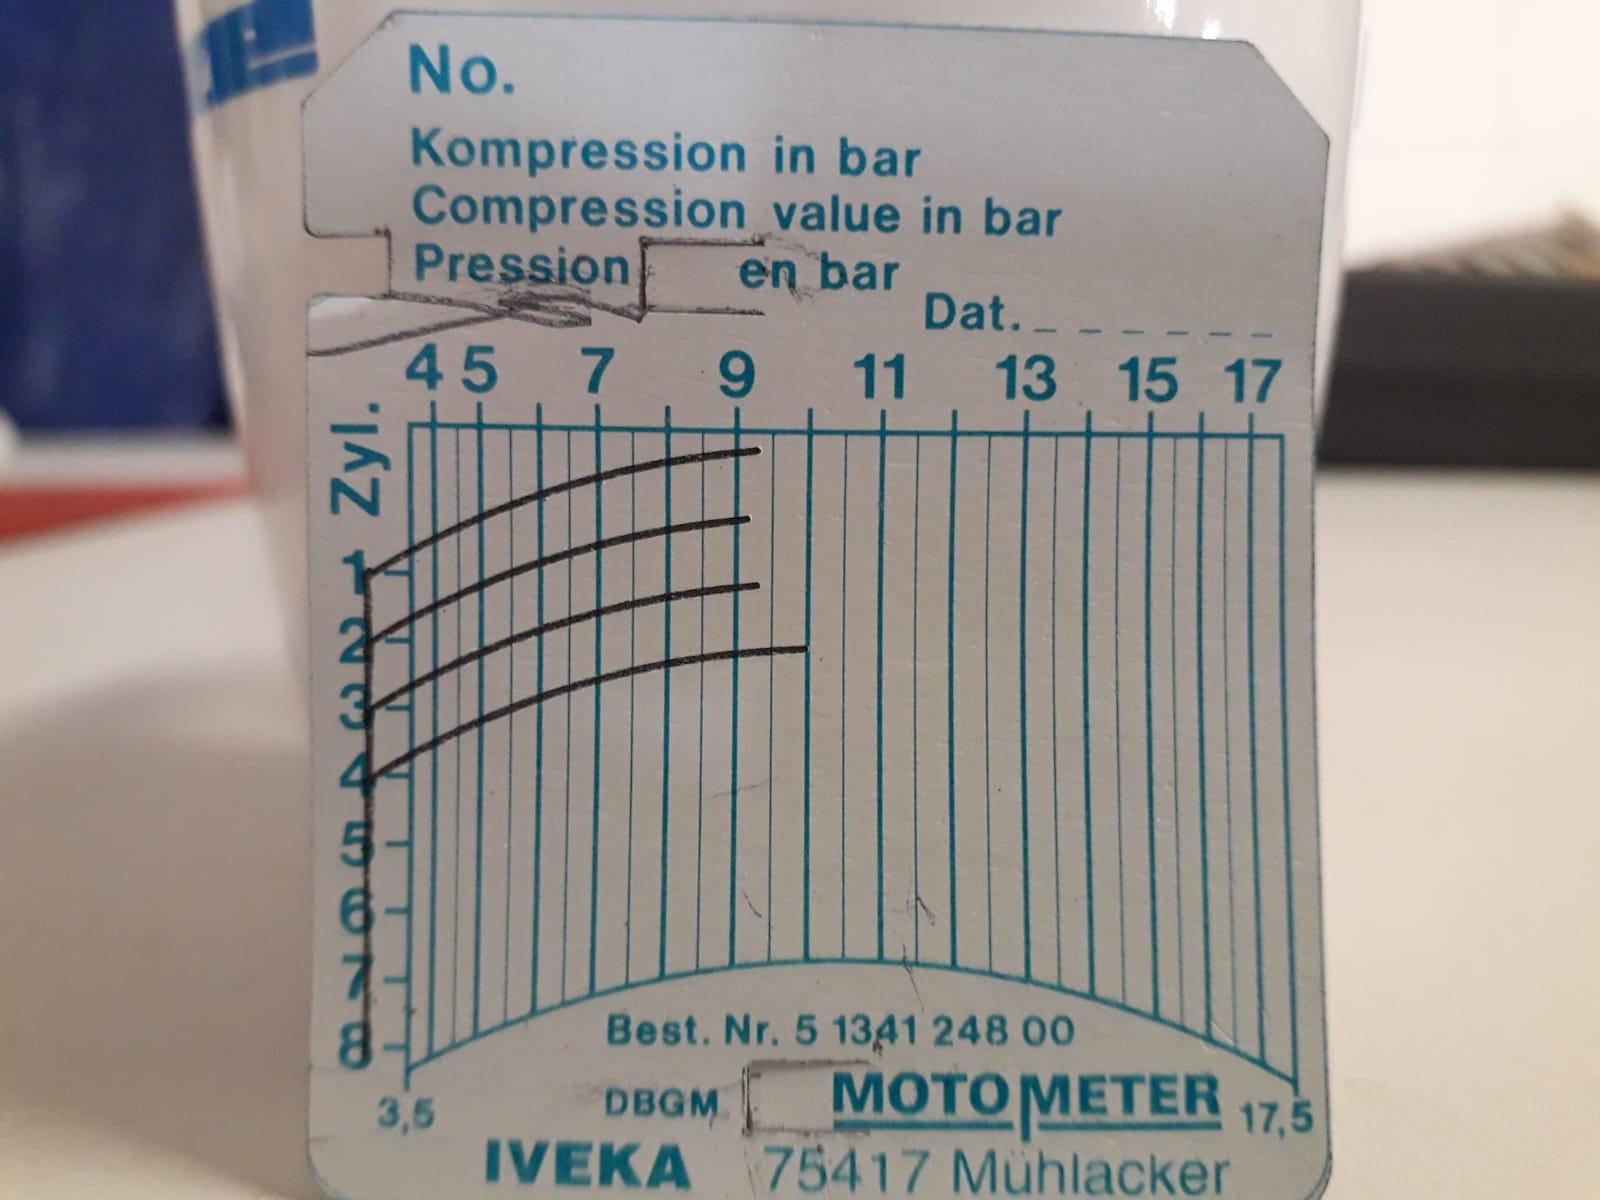 No.
Kompression in bar
Compression value in bar
Pression en bar
Dat.
4 5 7 9 11 13 15 17
Zyl.
1
2
3
4
5
6
7
8
Best. Nr. 5 1341 248 00
DBGM MOTOMETER
3,5 17,5
IVEKA 75417 Mühlacker